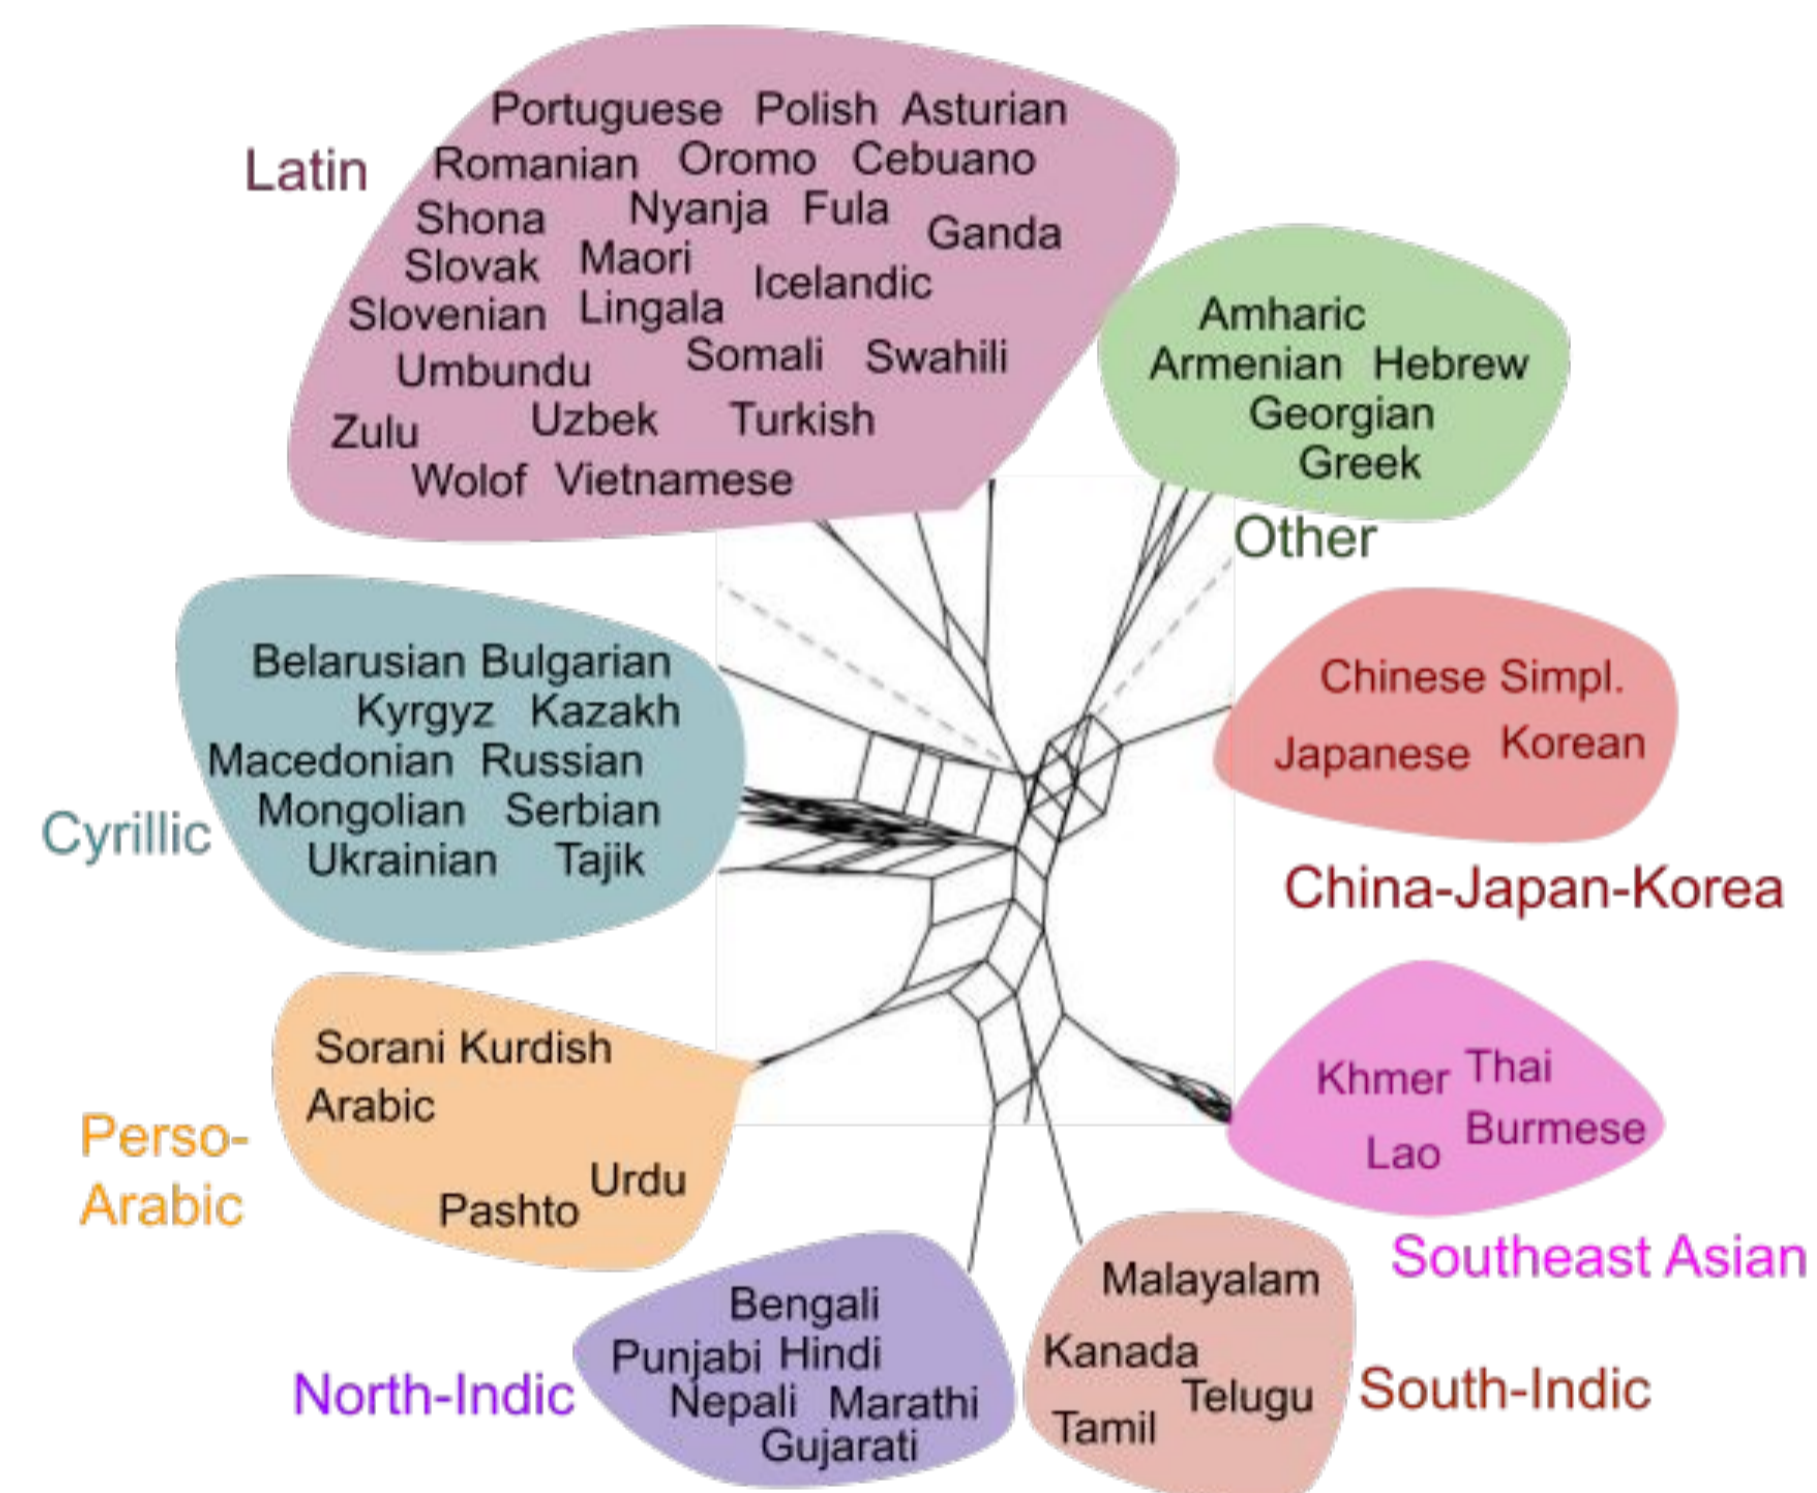 Latin
Portuguese Polish Asturian
Romanian Oromo Cebuano
Shona Nyanja Fula Ganda
Slovak Maori Icelandic
Slovenian Lingala
Umbundu Somali Swahili
Zulu Uzbek Turkish
Wolof Vietnamese
Amharic
Armenian Hebrew
Georgian
Greek
Other
Cyrillic
Belarusian Bulgarian
Kyrgyz Kazakh
Macedonian Russian
Mongolian Serbian
Ukrainian Tajik
Chinese Simpl.
Japanese Korean
China-Japan-Korea
Perso-
Arabic
Sorani Kurdish
Arabic
Urdu
Pashto
Khmer Thai
Lao Burmese
Southeast Asian
North-Indic
Bengali
Punjabi Hindi
Nepali Marathi
Gujarati
Malayalam
Kanada
Telugu
Tamil
South-Indic